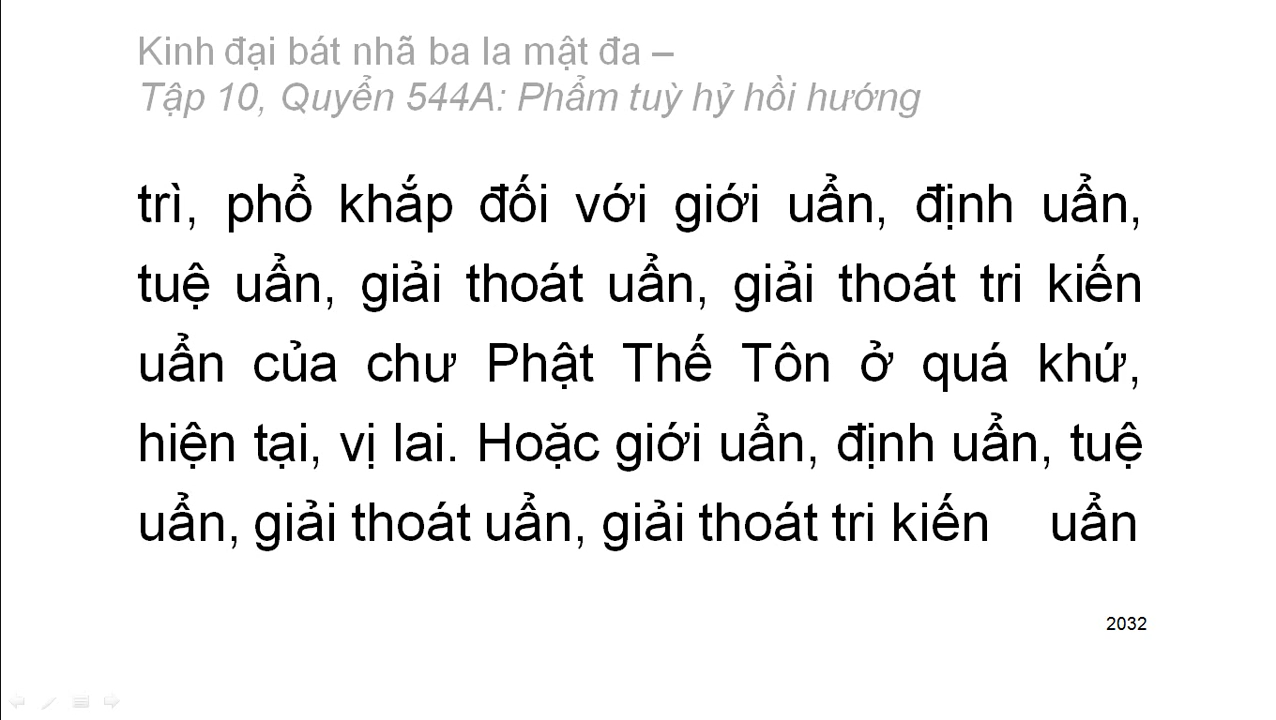 Kinh đại bát nhã ba la mật đa –
Tập 10, Quyển 544A: Phẩm tuỳ hỷ hồi hướng
trì, phổ khắp đối với giới uẩn, định uẩn,
tuệ uẩn, giải thoát uẩn, giải thoát tri kiến
uẩn của chư Phật Thế Tôn ở quá khứ,
hiện tại, vị lai. Hoặc giới uẩn, định uẩn, tuệ
uẩn, giải thoát uẩn, giải thoát tri kiến uẩn
2032